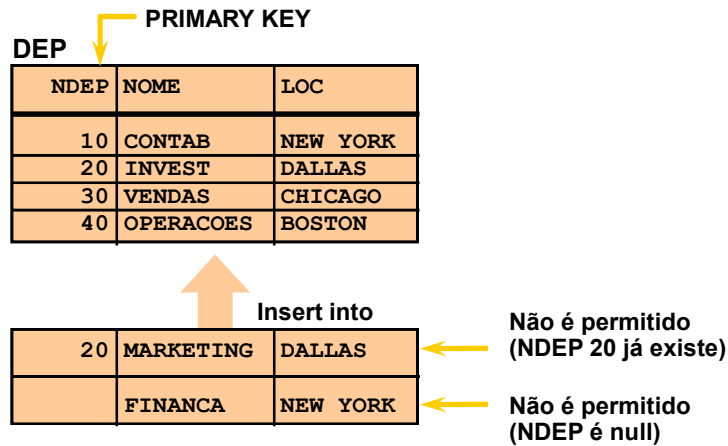 PRIMARY KEY
DEP
NDEP NOME LOC
10 CONTAB NEW YORK
20 INVEST DALLAS
30 VENDAS CHICAGO
40 OPERACOES BOSTON
Insert into
20 MARKETING DALLAS
Não é permitido
(NDEP 20 já existe)
FINANCA NEW YORK
Não é permitido
(NDEP é null)